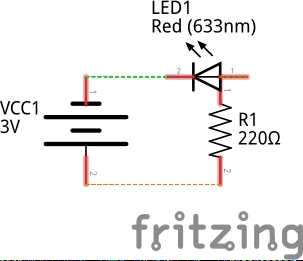 LED1
Red (633nm)
2
1
1
1
VCC1
3V
R1
220Ω
2
2
fritzing